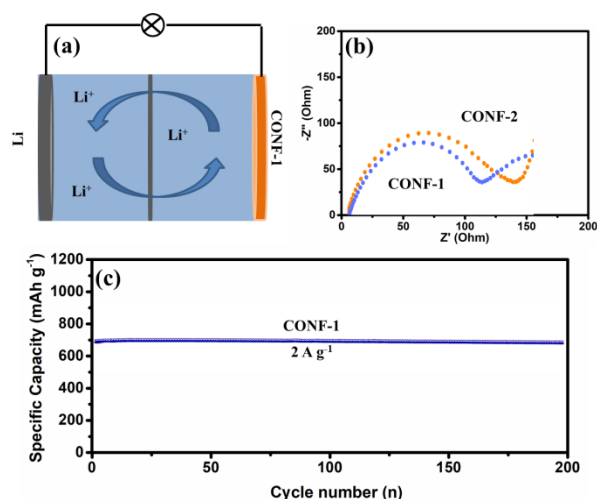 (a)
Li⁺
Li⁺
Li⁺
Li
CONF-1
(b)
200
150
100
50
0
-Z'' (Ohm)
CONF-2
CONF-1
0 50 100 150 200
Z' (Ohm)
(c)
1200
1000
800
600
400
200
0
Specific Capacity (mAh g⁻¹)
CONF-1
2 A g⁻¹
0 50 100 150 200
Cycle number (n)